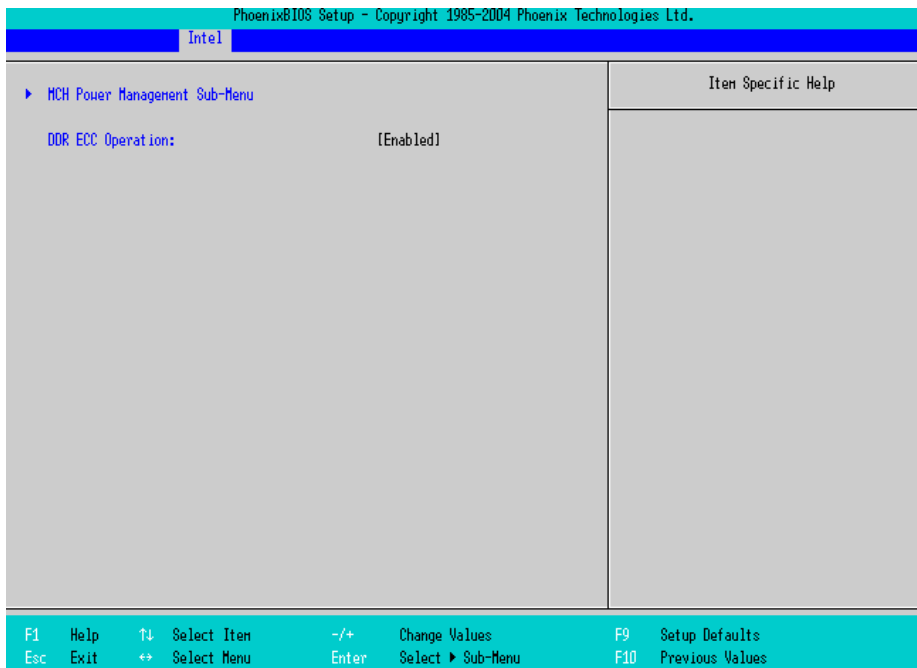 PhoenixBIOS Setup - Copyright 1985-2004 Phoenix Technologies Ltd.
Intel
▶ MCH Power Management Sub-Menu
DDR ECC Operation: [Enabled]
Item Specific Help
F1 Help ↑↓ Select Item -/+ Change Values F9 Setup Defaults
Esc Exit ↔ Select Menu Enter Select ▶ Sub-Menu F10 Previous Values